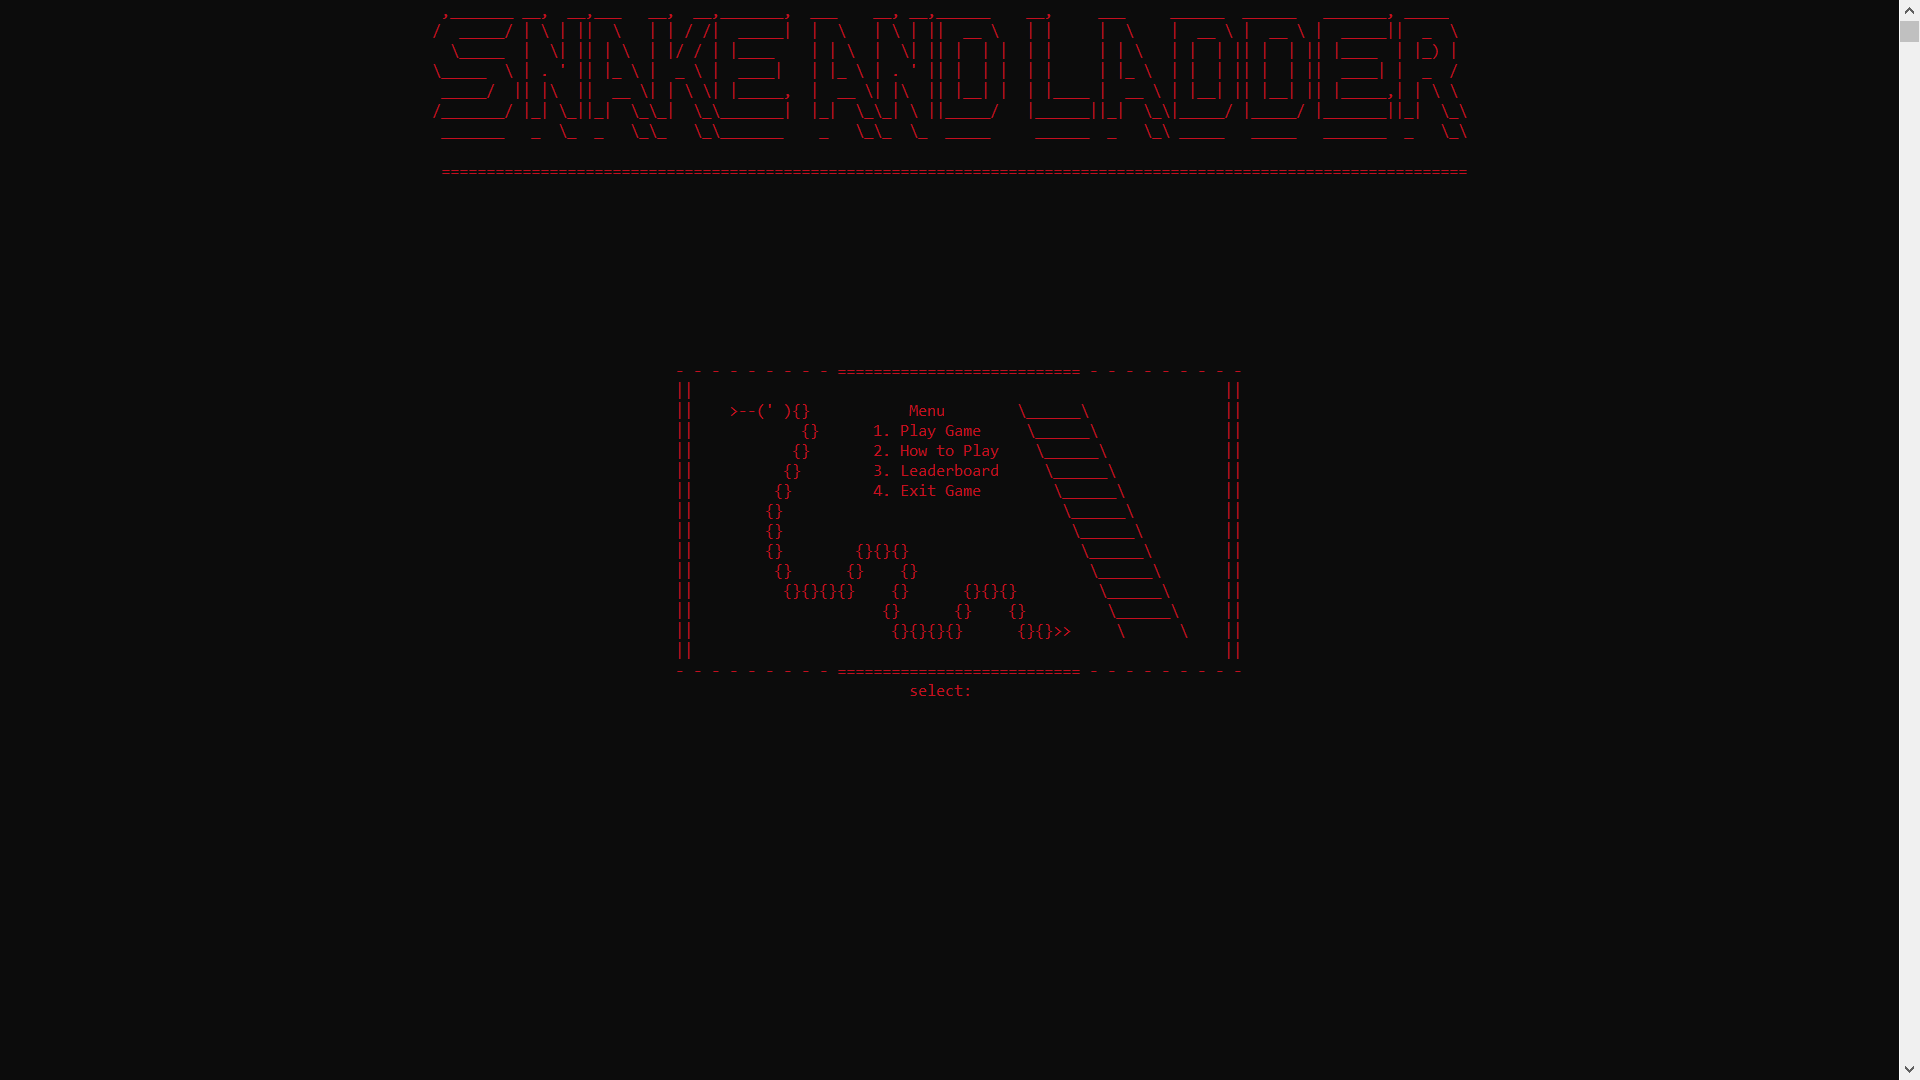 SNAKE AND LADDER
Menu
1. Play Game
2. How to Play
3. Leaderboard
4. Exit Game
select: